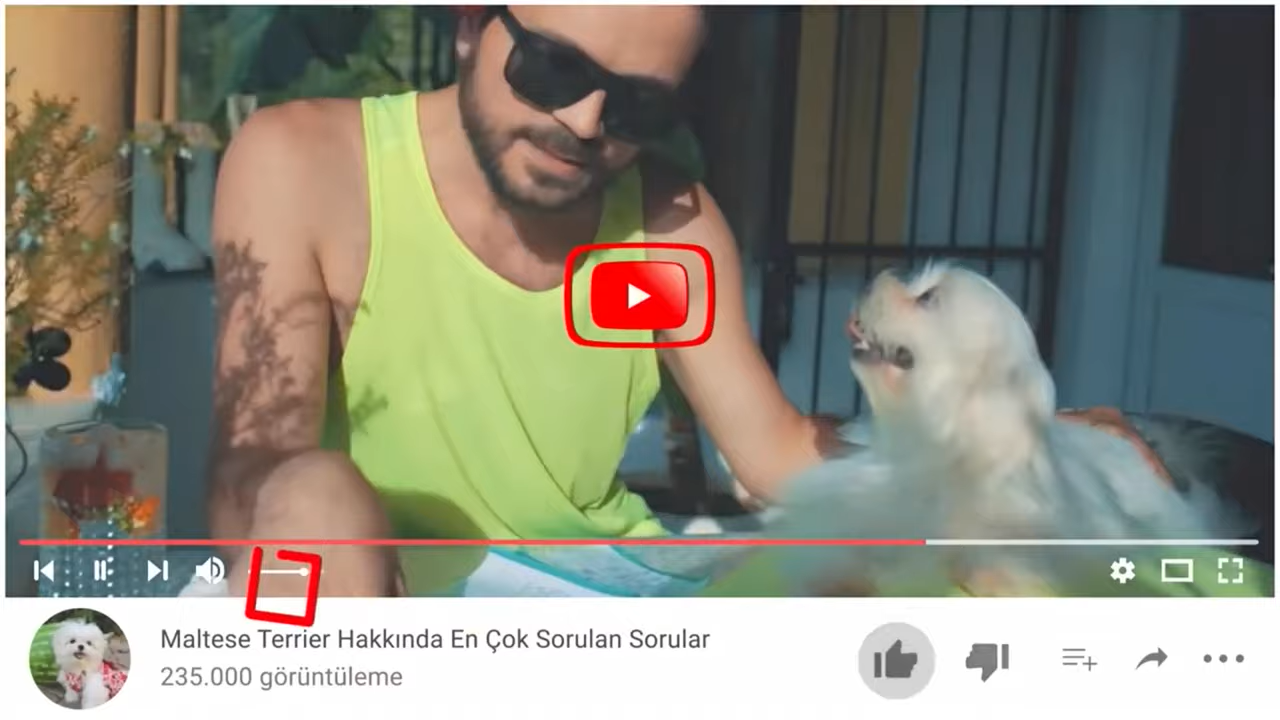 Maltese Terrier Hakkında En Çok Sorulan Sorular
235.000 görüntüleme